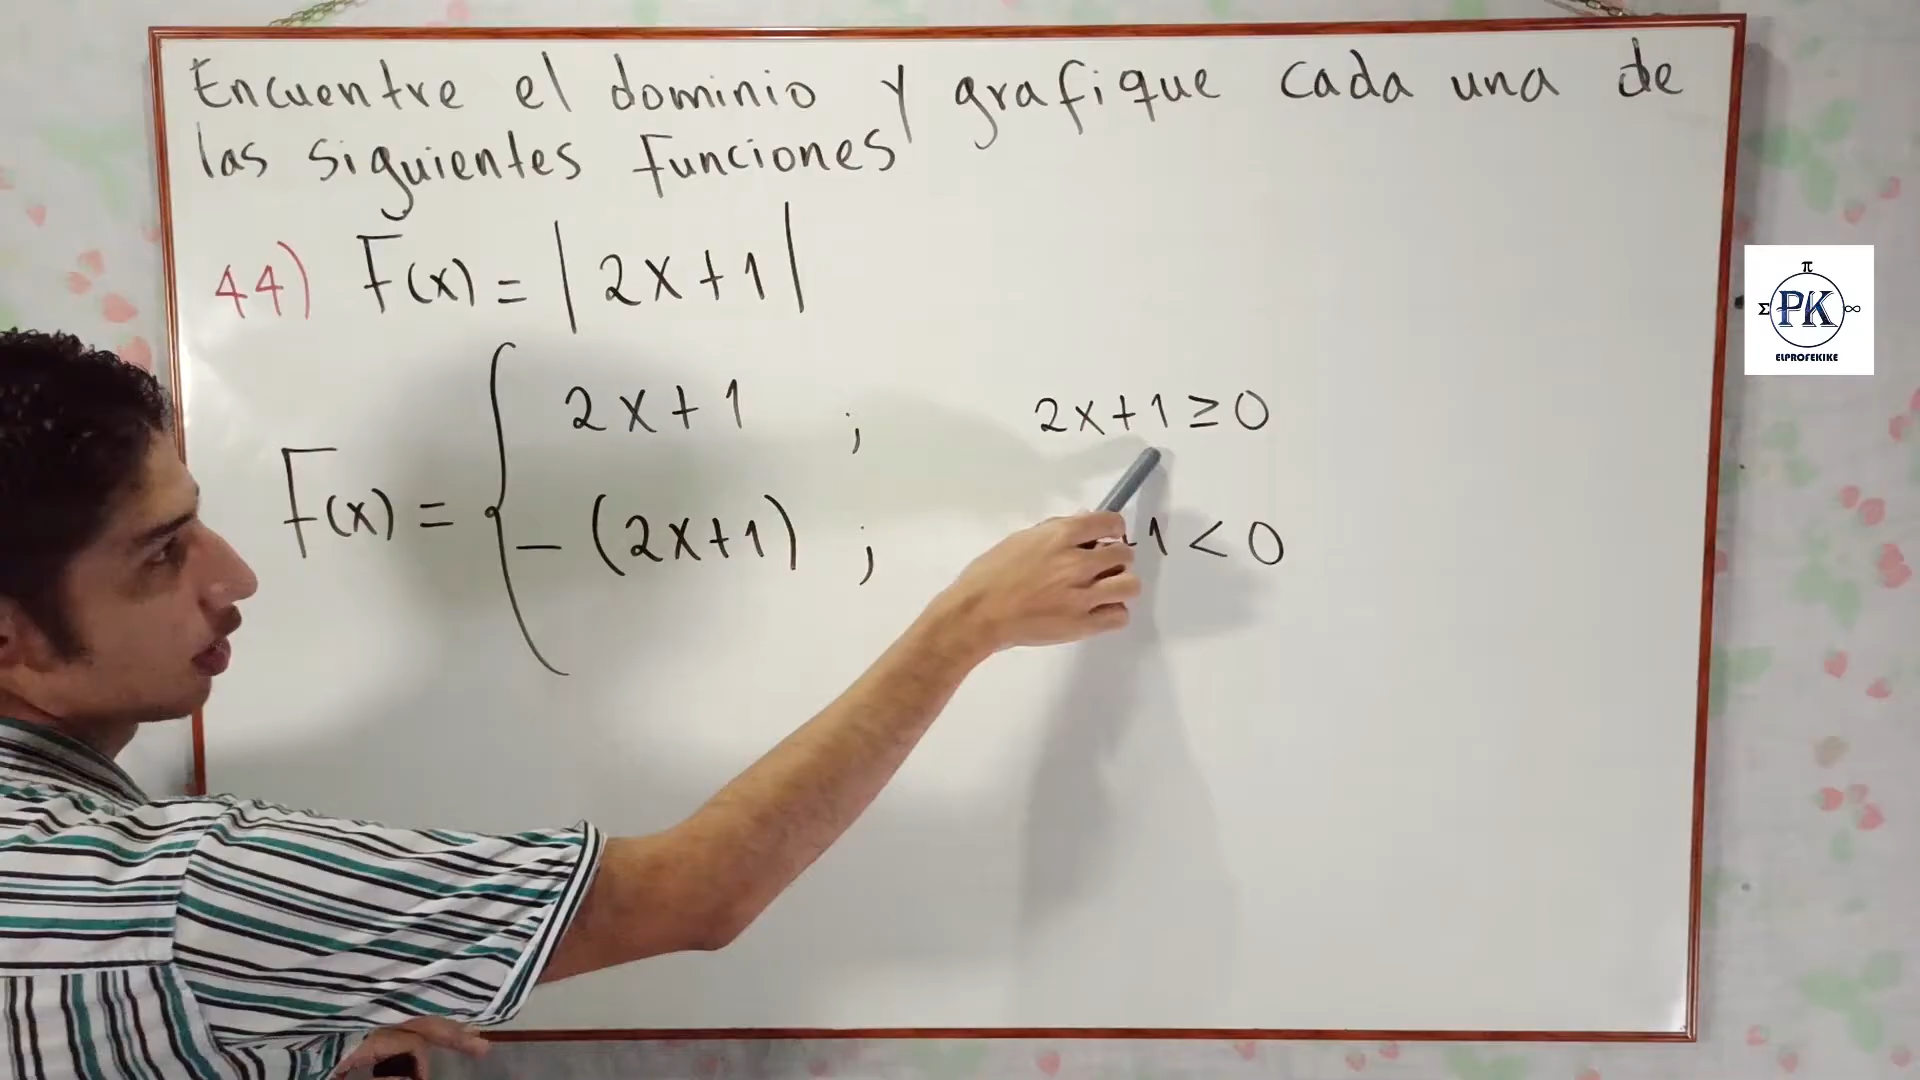 Encuentre el dominio y grafique cada una de
las siguientes funciones
44) F(x) = | 2x+1 |
2x+1 ; 2x+1 ≥ 0
F(x) = { - (2x+1) ; 1 < 0
π
Σ PK ∞
ELPROFEKIKE